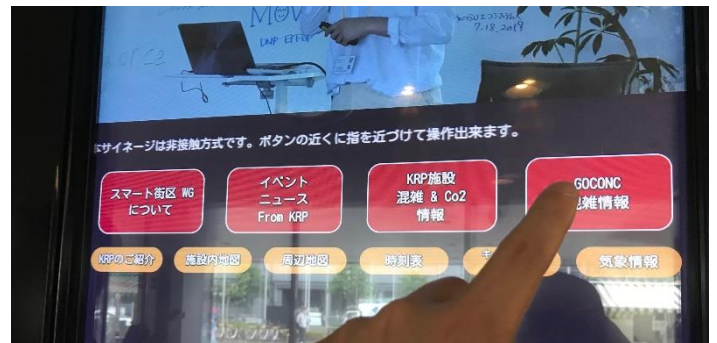 MOV
7.18.2019
本サイネージは非接触方式です。ボタンの近くに指を近づけて操作出来ます。
スマート街区 WG
について
イベント
ニュース
From KRP
KRP施設
混雑 & Co2
情報
GOCONC
混雑情報
KRPのご紹介
施設内地図
周辺地図
時刻表
気象情報